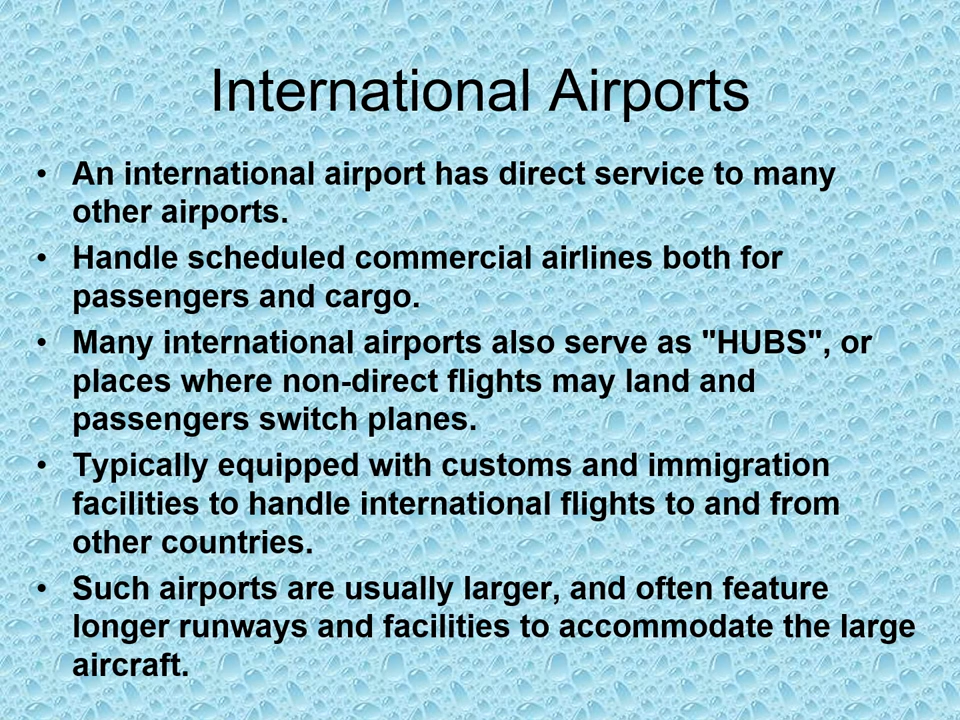 International Airports
• An international airport has direct service to many
other airports.
• Handle scheduled commercial airlines both for
passengers and cargo.
• Many international airports also serve as "HUBS", or
places where non-direct flights may land and
passengers switch planes.
• Typically equipped with customs and immigration
facilities to handle international flights to and from
other countries.
• Such airports are usually larger, and often feature
longer runways and facilities to accommodate the large
aircraft.